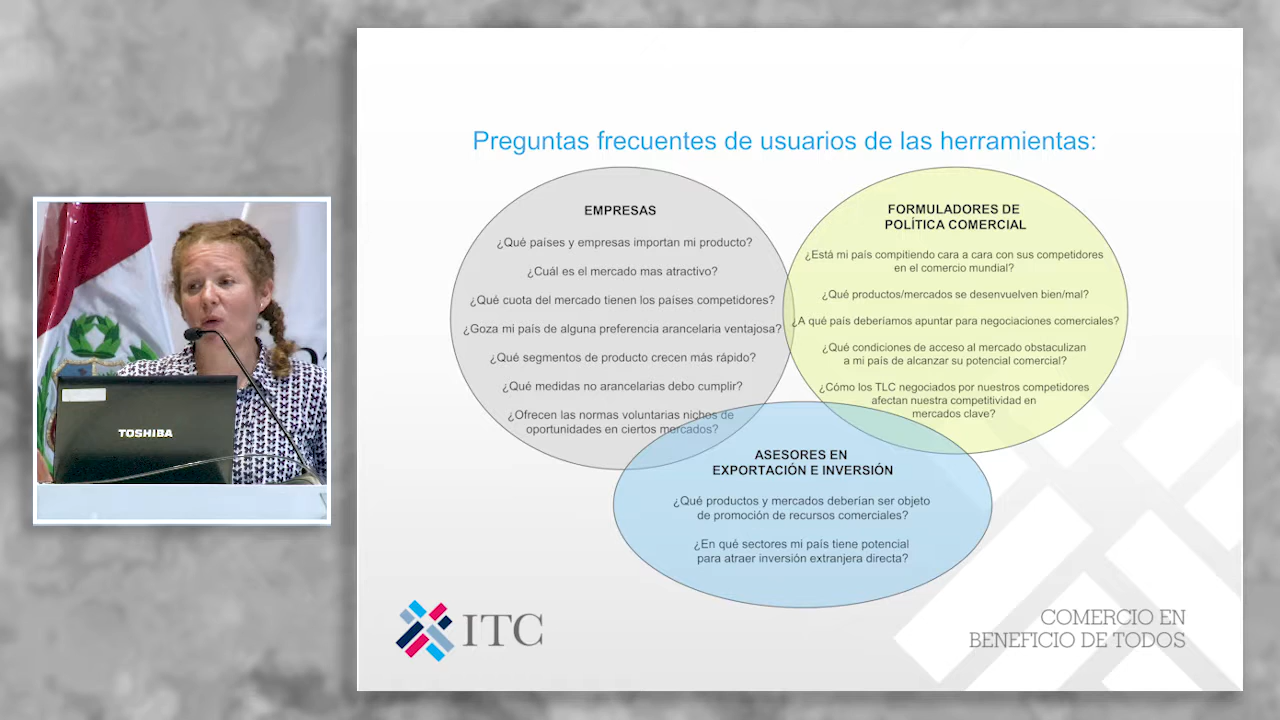 Preguntas frecuentes de usuarios de las herramientas:
EMPRESAS
¿Qué países y empresas importan mi producto?
¿Cuál es el mercado mas atractivo?
¿Qué cuota del mercado tienen los países competidores?
¿Goza mi país de alguna preferencia arancelaria ventajosa?
¿Qué segmentos de producto crecen más rápido?
¿Qué medidas no arancelarias debo cumplir?
¿Ofrecen las normas voluntarias nichos de
oportunidades en ciertos mercados?
FORMULADORES DE
POLÍTICA COMERCIAL
¿Está mi país compitiendo cara a cara con sus competidores
en el comercio mundial?
¿Qué productos/mercados se desenvuelven bien/mal?
¿A qué país deberíamos apuntar para negociaciones comerciales?
¿Qué condiciones de acceso al mercado obstaculizan
a mi país de alcanzar su potencial comercial?
¿Cómo los TLC negociados por nuestros competidores
afectan nuestra competitividad en
mercados clave?
ASESORES EN
EXPORTACIÓN E INVERSIÓN
¿Qué productos y mercados deberían ser objeto
de promoción de recursos comerciales?
¿En qué sectores mi país tiene potencial
para atraer inversión extranjera directa?
TOSHIBA
ITC
COMERCIO EN
BENEFICIO DE TODOS